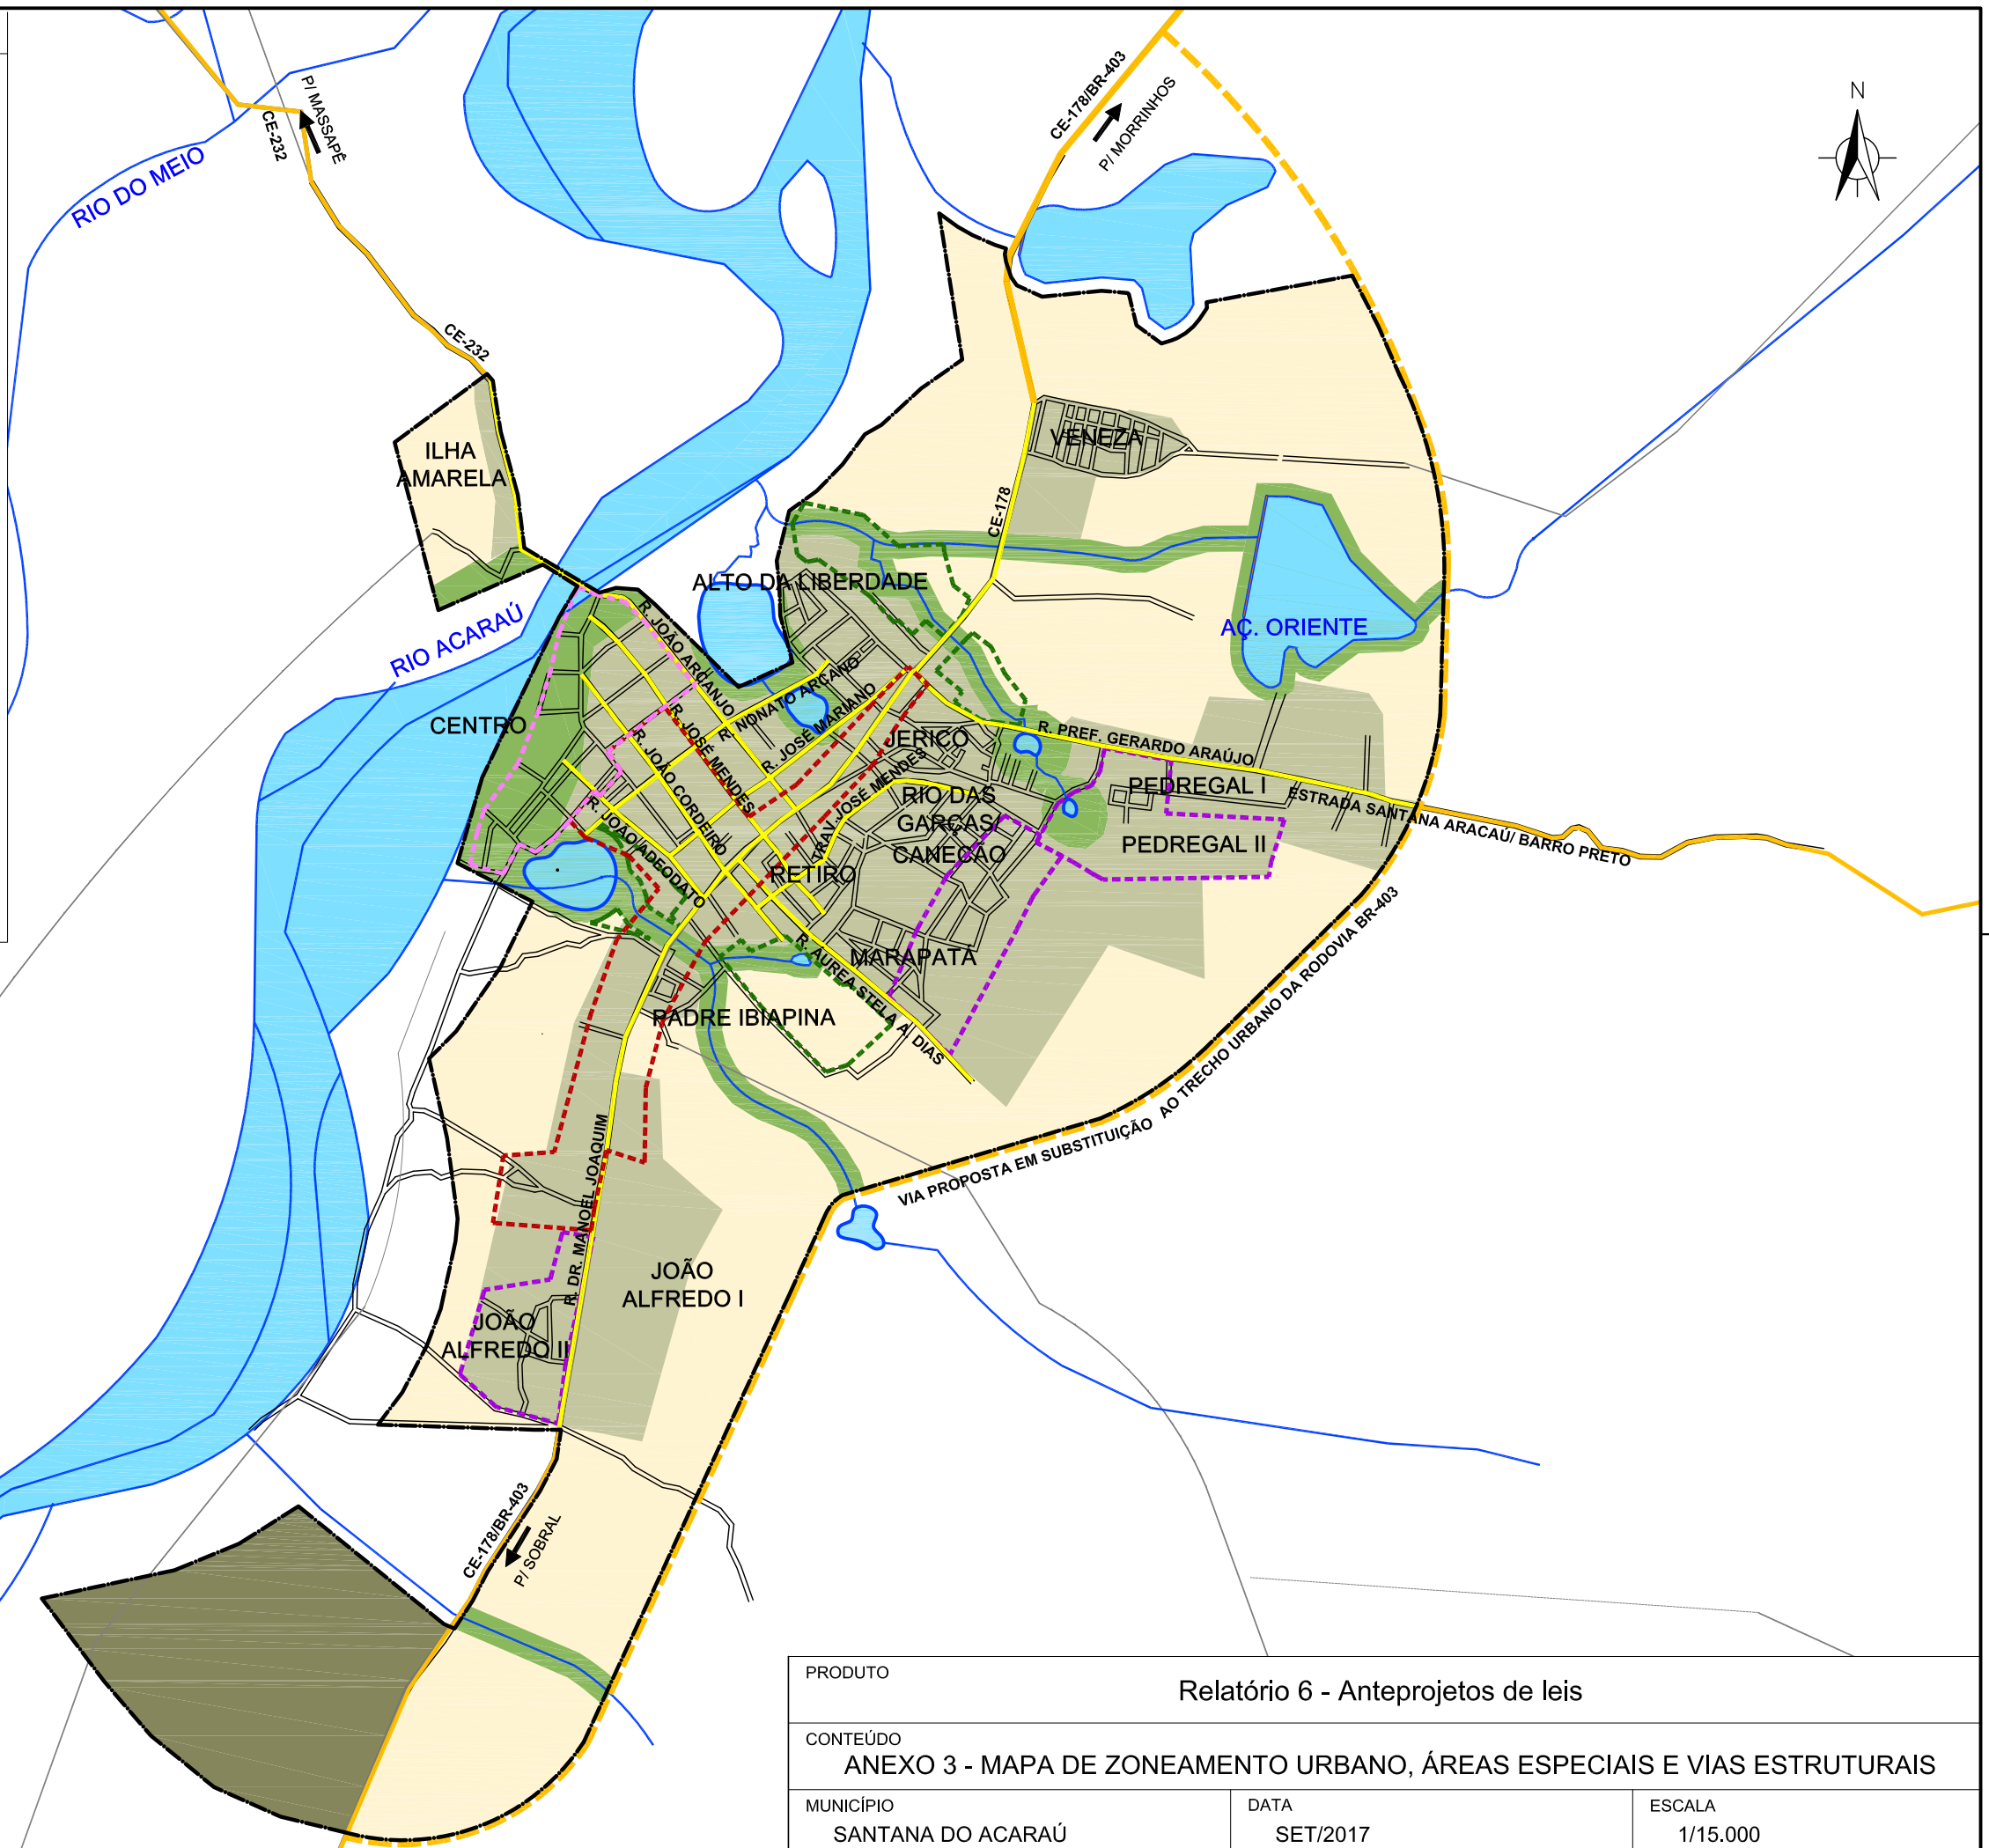 N
P/ MASSAPÊ
CE-232
RIO DO MEIO
CE-178/BR-403
P/ MORRINHOS
CE-232
ILHA
AMARELA
VENEZA
CE-178
ALTO DA LIBERDADE
RIO ACARAÚ
AÇ. ORIENTE
R. JOÃO ARCANJO
R. NONATO ARCANO
R. JOSÉ MARIANO
CENTRO
R. JOSÉ MENDES
R. JOÃO CORDEIRO
JERICÓ
R. PREF. GERARDO ARAÚJO
PEDREGAL I
ESTRADA SANTANA ARACAÚ/ BARRO PRETO
TRAV. JOSÉ MENDES
RIO DAS
GARÇAS/
CANECÃO
PEDREGAL II
R. JOÃO ADEODATO
RETIRO
MARAPATÁ
R. ÁUREA STELA A. DIAS
PADRE IBIAPINA
VIA PROPOSTA EM SUBSTITUIÇÃO AO TRECHO URBANO DA RODOVIA BR-403
R. DR. MANOEL JOAQUIM
JOÃO
ALFREDO I
JOÃO
ALFREDO II
CE-178/BR-403
P/ SOBRAL
PRODUTO
Relatório 6 - Anteprojetos de leis
CONTEÚDO
ANEXO 3 - MAPA DE ZONEAMENTO URBANO, ÁREAS ESPECIAIS E VIAS ESTRUTURAIS
MUNICÍPIO
SANTANA DO ACARAÚ
DATA
SET/2017
ESCALA
1/15.000